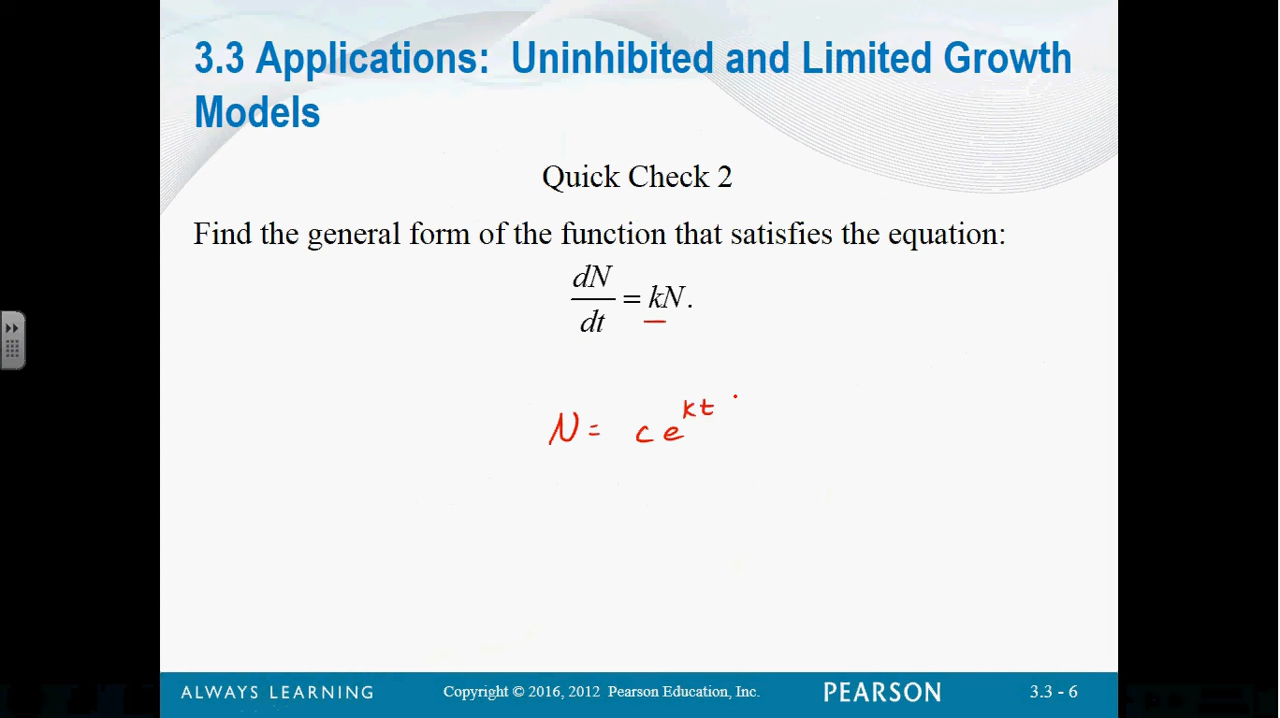 3.3 Applications: Uninhibited and Limited Growth
Models
Quick Check 2
Find the general form of the function that satisfies the equation:
dN/dt = kN.
N = c e^kt
ALWAYS LEARNING
Copyright © 2016, 2012 Pearson Education, Inc.
PEARSON
3.3 - 6